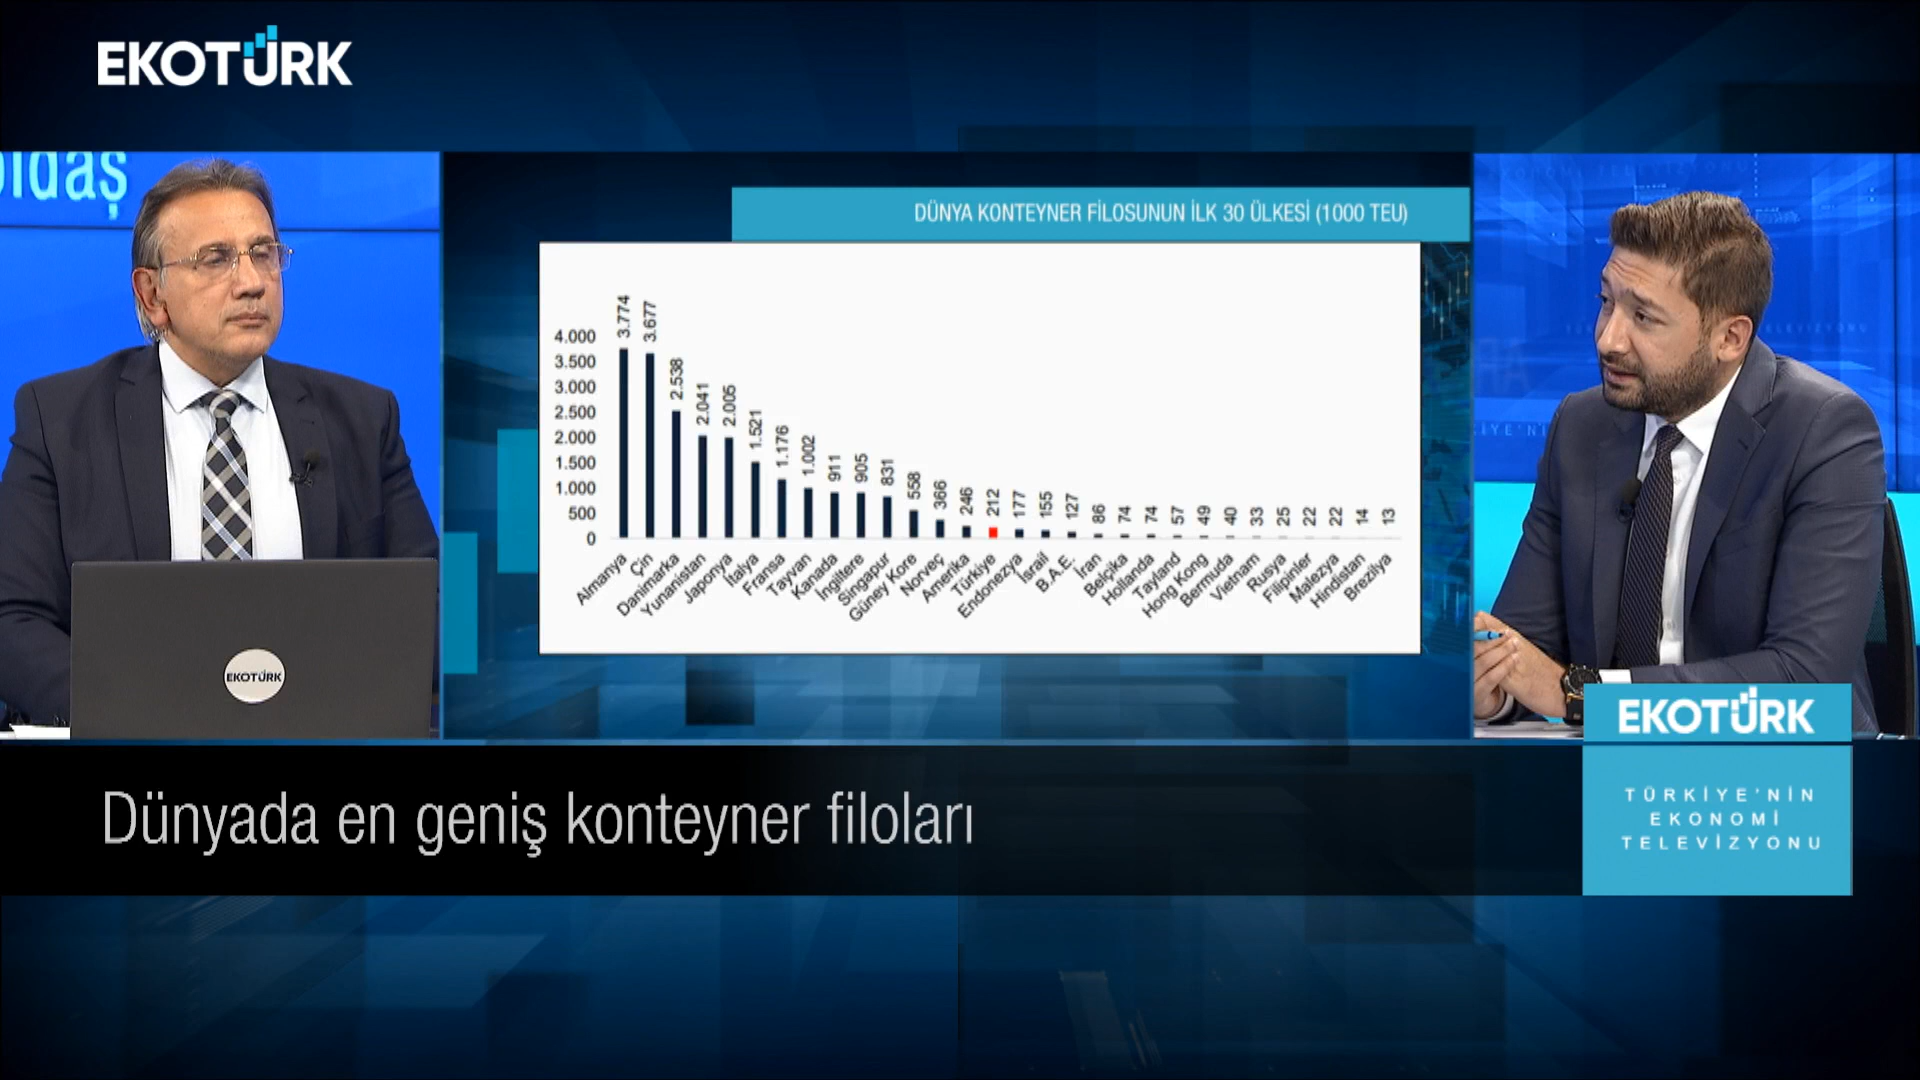 EKOTÜRK
DÜNYA KONTEYNER FİLOSUNUN İLK 30 ÜLKESİ (1000 TEU)
4.000
3.500
3.000
2.500
2.000
1.500
1.000
500
0
3.774
3.677
2.538
2.041
2.005
1.521
1.176
1.002
911
905
831
558
366
246
212
177
155
127
86
74
74
57
49
40
33
25
22
22
14
13
Almanya
Çin
Danimarka
Yunanistan
Japonya
İtalya
Fransa
Tayvan
Kanada
İngiltere
Singapur
Güney Kore
Norveç
Amerika
Türkiye
Endonezya
İsrail
B.A.E.
İran
Belçika
Hollanda
Tayland
Hong Kong
Bermuda
Vietnam
Rusya
Filipinler
Malezya
Hindistan
Brezilya
EKOTÜRK
EKOTÜRK
TÜRKİYE'NİN
EKONOMİ
TELEVİZYONU
Dünyada en geniş konteyner filoları